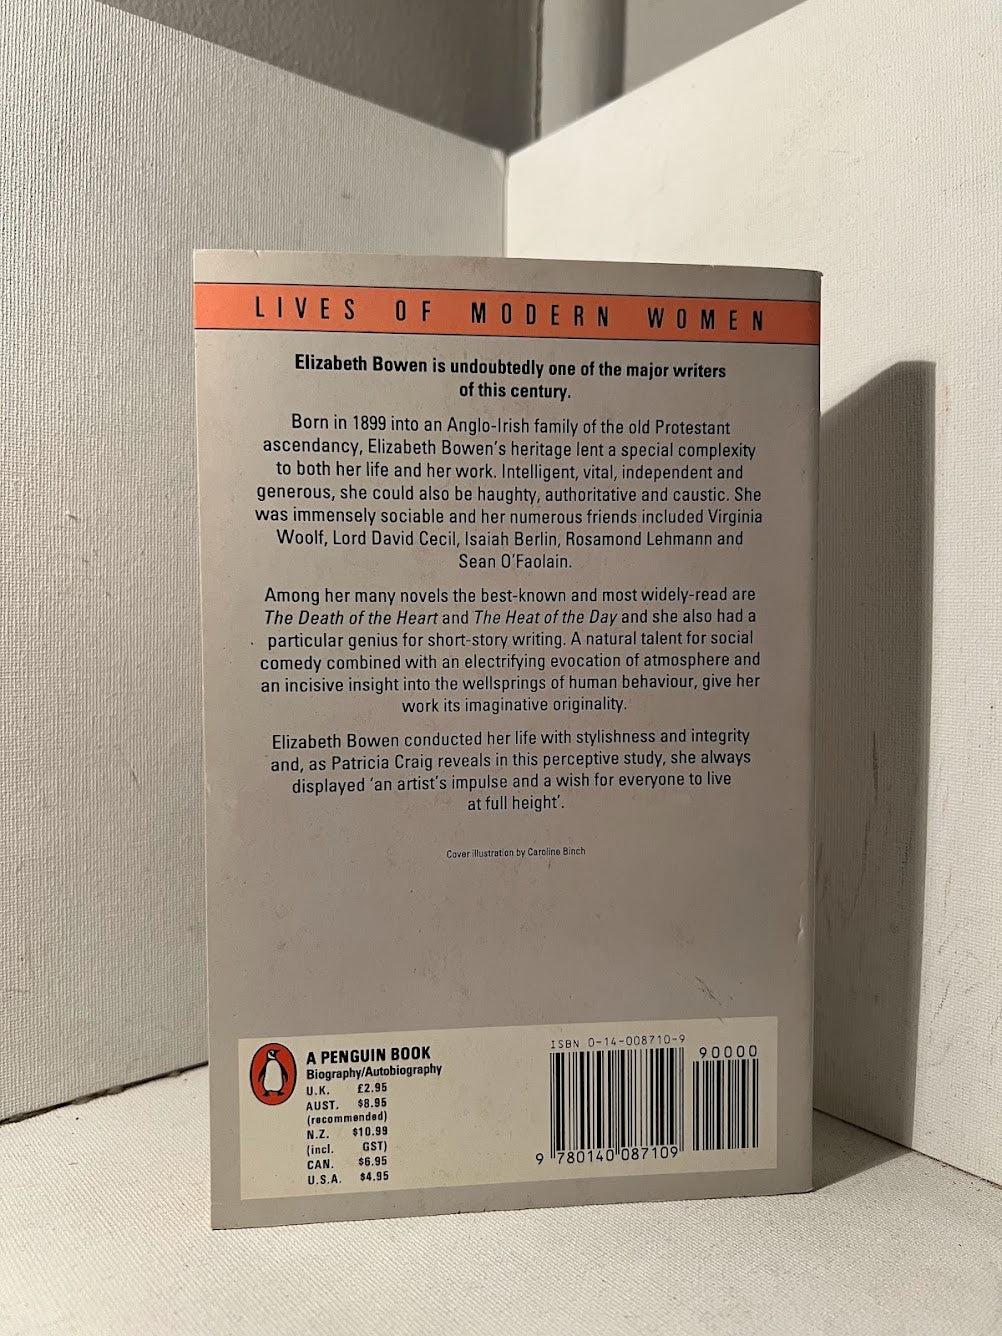 LIVES OF MODERN WOMEN
Elizabeth Bowen is undoubtedly one of the major writers
of this century.
Born in 1899 into an Anglo-Irish family of the old Protestant
ascendancy, Elizabeth Bowen's heritage lent a special complexity
to both her life and her work. Intelligent, vital, independent and
generous, she could also be haughty, authoritative and caustic. She
was immensely sociable and her numerous friends included Virginia
Woolf, Lord David Cecil, Isaiah Berlin, Rosamond Lehmann and
Sean O'Faolain.
Among her many novels the best-known and most widely-read are
The Death of the Heart and The Heat of the Day and she also had a
particular genius for short-story writing. A natural talent for social
comedy combined with an electrifying evocation of atmosphere and
an incisive insight into the wellsprings of human behaviour, give her
work its imaginative originality.
Elizabeth Bowen conducted her life with stylishness and integrity
and, as Patricia Craig reveals in this perceptive study, she always
displayed 'an artist's impulse and a wish for everyone to live
at full height'.
Cover illustration by Caroline Binch
A PENGUIN BOOK
Biography/Autobiography
U.K. £2.95
AUST. $8.95
(recommended)
N.Z. $10.99
(incl. GST)
CAN. $6.95
U.S.A. $4.95
ISBN 0-14-008710-9
90000
9 780140 087109